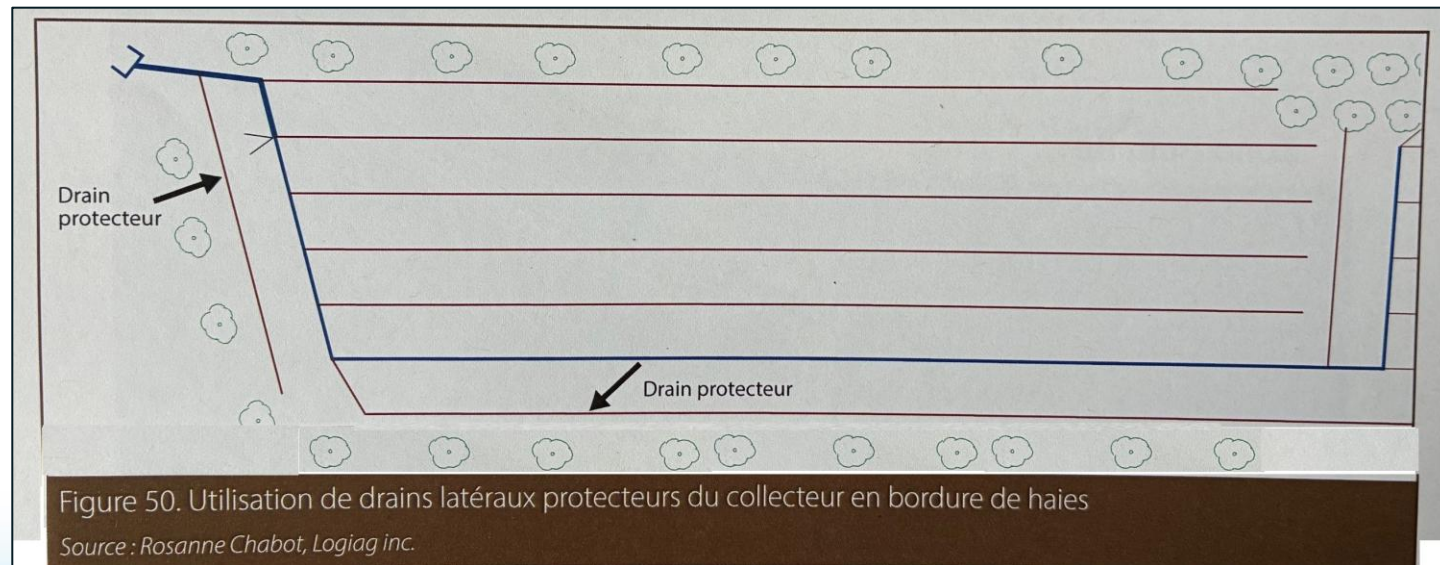 Drain
protecteur
Drain protecteur
Figure 50. Utilisation de drains latéraux protecteurs du collecteur en bordure de haies
Source : Rosanne Chabot, Logiag inc.